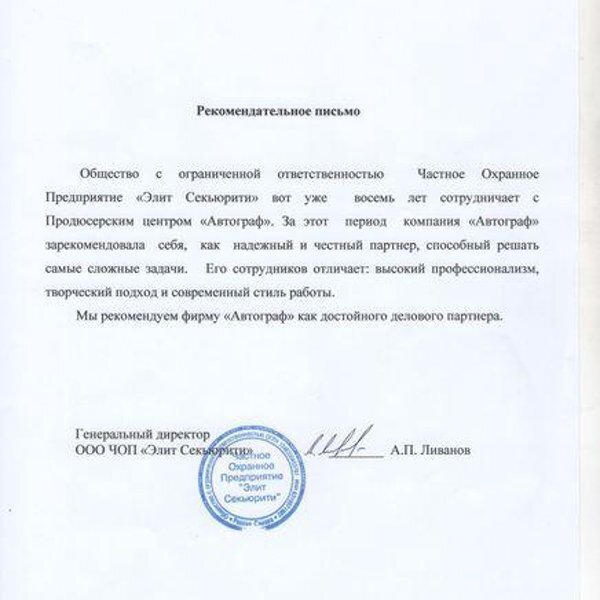 Рекомендательное письмо
Общество с ограниченной ответственностью Частное Охранное
Предприятие «Элит Секьюрити» вот уже восемь лет сотрудничает с
Продюсерским центром «Автограф». За этот период компания «Автограф»
зарекомендовала себя, как надежный и честный партнер, способный решать
самые сложные задачи. Его сотрудников отличает: высокий профессионализм,
творческий подход и современный стиль работы.
Мы рекомендуем фирму «Автограф» как достойного делового партнера.
Генеральный директор
ООО ЧОП «Элит Секьюрити» А.П. Ливанов
Частное
Охранное
Предприятие
"Элит
Секьюрити"